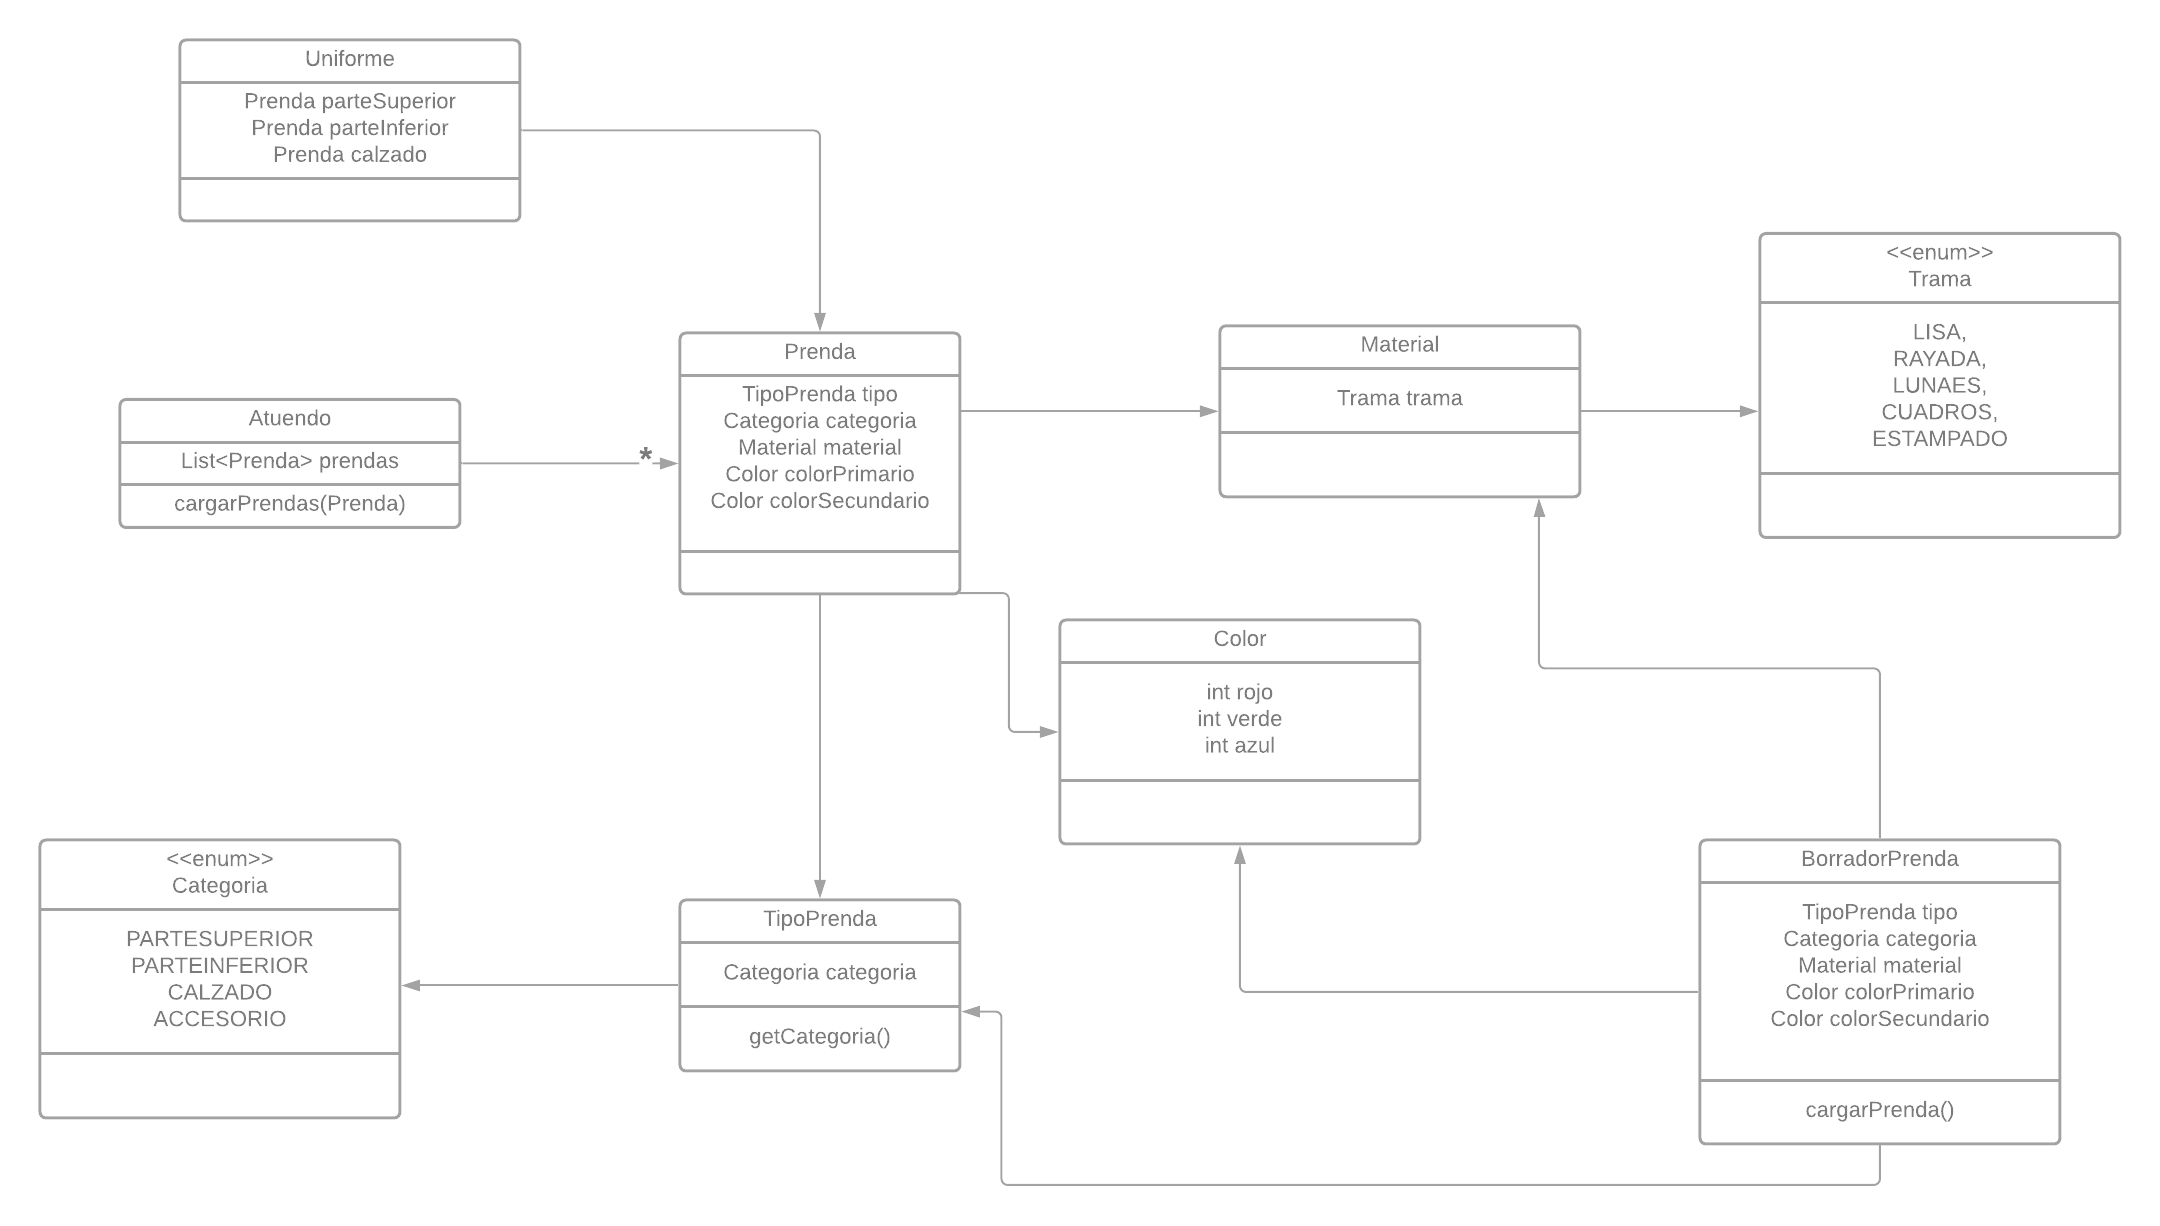 Uniforme
Prenda parteSuperior
Prenda parteInferior
Prenda calzado
<<enum>>
Trama
LISA,
RAYADA,
LUNAES,
CUADROS,
ESTAMPADO
Material
Trama trama
Prenda
TipoPrenda tipo
Categoria categoria
Material material
Color colorPrimario
Color colorSecundario
Atuendo
List<Prenda> prendas
cargarPrendas(Prenda)
*
Color
int rojo
int verde
int azul
<<enum>>
Categoria
PARTESUPERIOR
PARTEINFERIOR
CALZADO
ACCESORIO
TipoPrenda
Categoria categoria
getCategoria()
BorradorPrenda
TipoPrenda tipo
Categoria categoria
Material material
Color colorPrimario
Color colorSecundario
cargarPrenda()